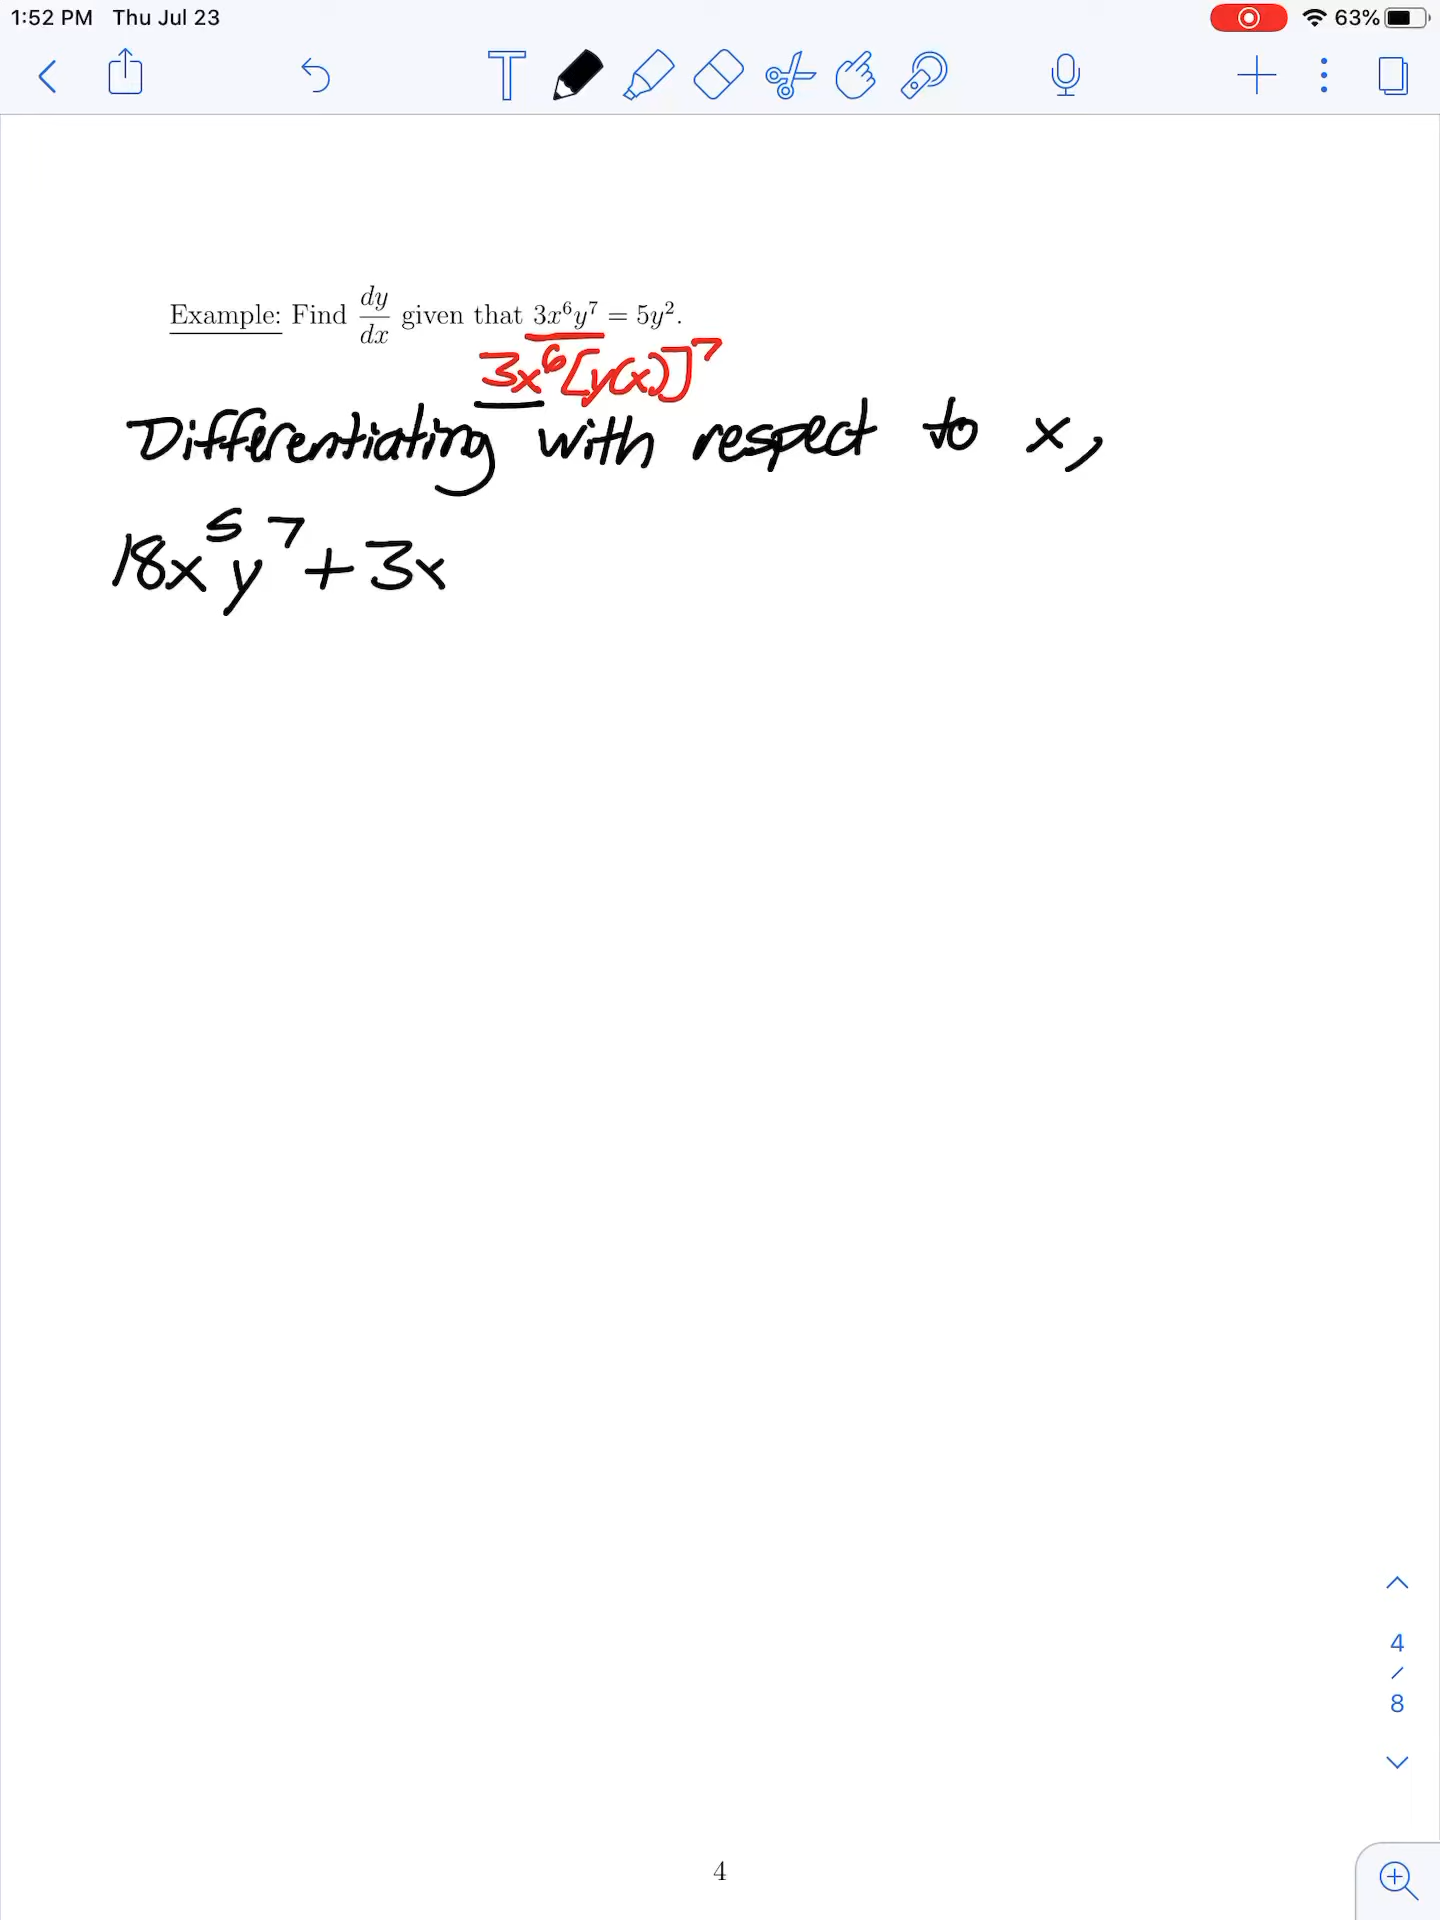 1:52 PM Thu Jul 23 63%
Example: Find dy/dx given that 3x⁶y⁷ = 5y².
3x⁶[y(x)]⁷
Differentiating with respect to x,
18x⁵y⁷ + 3x
4
/
8
4